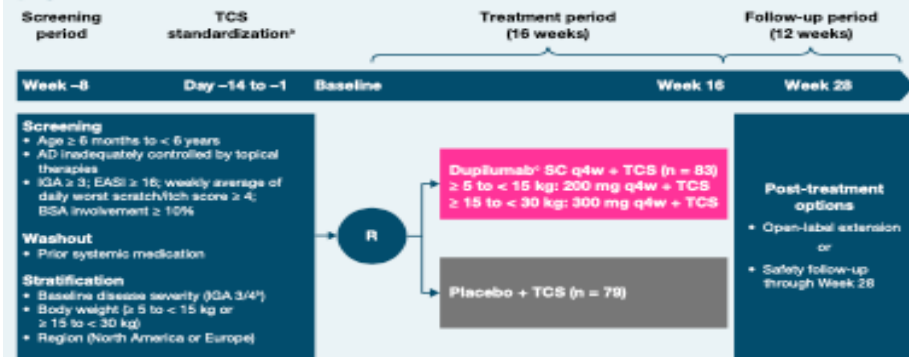 Screening period
TCS standardizationᵃ
Treatment period (16 weeks)
Follow-up period (12 weeks)
Week –8
Day –14 to –1
Baseline
Week 16
Week 28
Screening
• Age ≥ 6 months to < 6 years
• AD inadequately controlled by topical
therapies
• IGA ≥ 3; EASI ≥ 16; weekly average of
daily worst scratch/itch score ≥ 4;
BSA involvement ≥ 10%
Washout
• Prior systemic medication
Stratification
• Baseline disease severity (IGA 3/4ᵇ)
• Body weight (≥ 5 to < 15 kg or
≥ 15 to < 30 kg)
• Region (North America or Europe)
R
Dupilumabᶜ SC q4w + TCS (n = 83)
≥ 5 to < 15 kg: 200 mg q4w + TCS
≥ 15 to < 30 kg: 300 mg q4w + TCS
Placebo + TCS (n = 79)
Post-treatment
options
• Open-label extension
or
• Safety follow-up
through Week 28